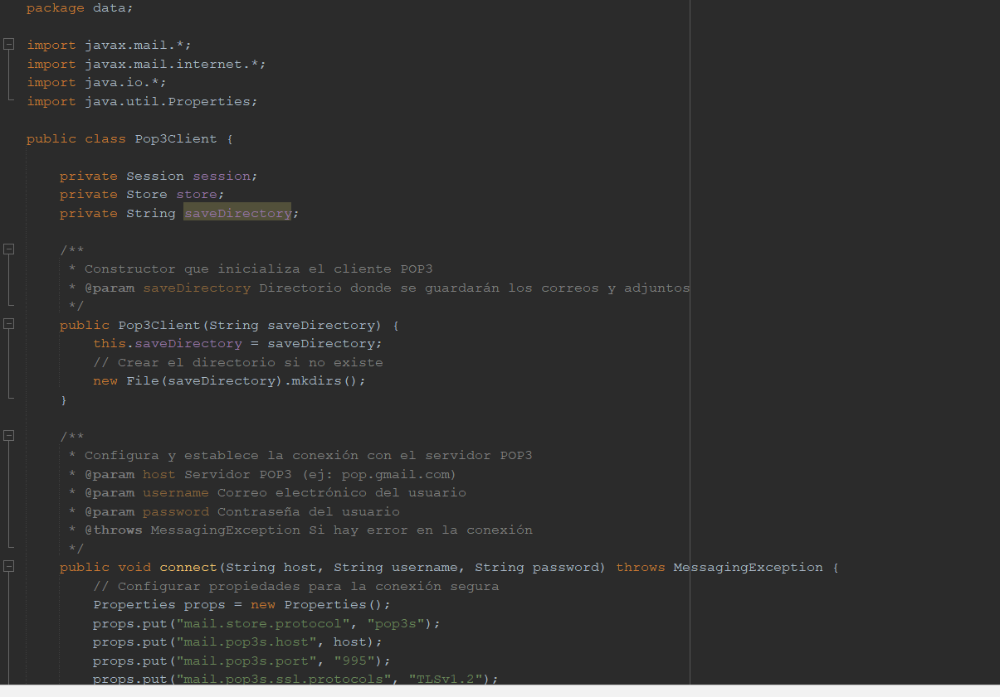 package data;
import javax.mail.*;
import javax.mail.internet.*;
import java.io.*;
import java.util.Properties;
public class Pop3Client {
private Session session;
private Store store;
private String saveDirectory;
/**
* Constructor que inicializa el cliente POP3
* @param saveDirectory Directorio donde se guardarán los correos y adjuntos
*/
public Pop3Client(String saveDirectory) {
this.saveDirectory = saveDirectory;
// Crear el directorio si no existe
new File(saveDirectory).mkdirs();
}
/**
* Configura y establece la conexión con el servidor POP3
* @param host Servidor POP3 (ej: pop.gmail.com)
* @param username Correo electrónico del usuario
* @param password Contraseña del usuario
* @throws MessagingException Si hay error en la conexión
*/
public void connect(String host, String username, String password) throws MessagingException {
// Configurar propiedades para la conexión segura
Properties props = new Properties();
props.put("mail.store.protocol", "pop3s");
props.put("mail.pop3s.host", host);
props.put("mail.pop3s.port", "995");
props.put("mail.pop3s.ssl.protocols", "TLSv1.2");